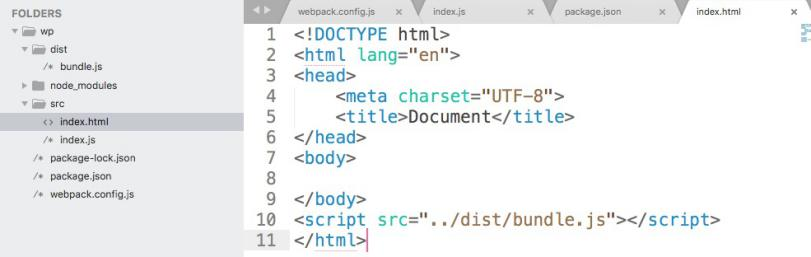 FOLDERS
wp
dist
/* bundle.js
node_modules
src
<> index.html
/* index.js
/* package-lock.json
/* package.json
/* webpack.config.js
webpack.config.js × index.js × package.json × index.html ×
1 <!DOCTYPE html>
2 <html lang="en">
3 <head>
4     <meta charset="UTF-8">
5     <title>Document</title>
6 </head>
7 <body>
8
9 </body>
10 <script src="../dist/bundle.js"></script>
11 </html>